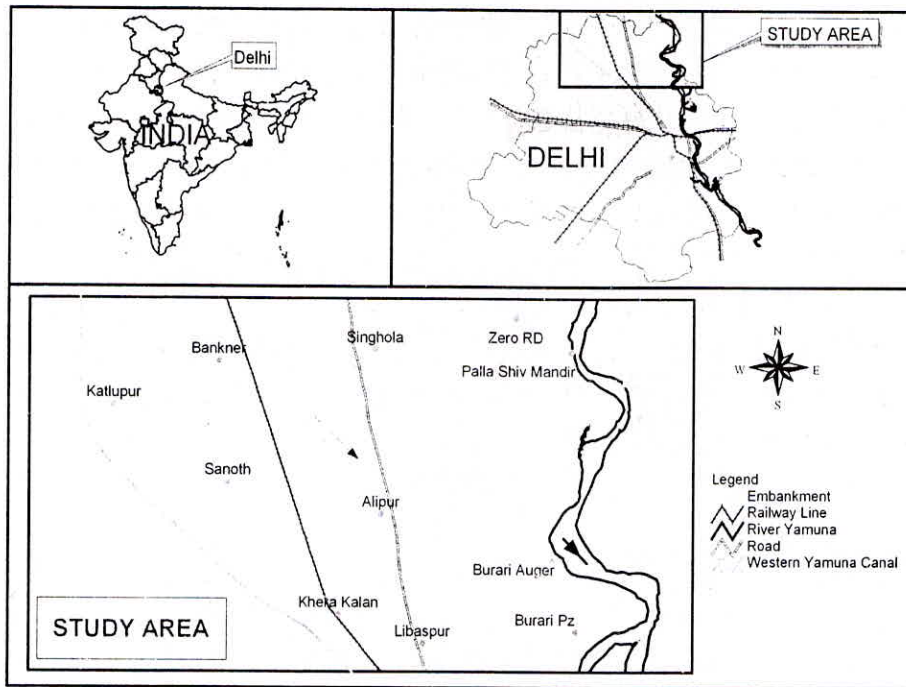 Delhi
INDIA
STUDY AREA
DELHI
Singhola
Zero RD
Bankner
Palla Shiv Mandir
Katlupur
Sanoth
Alipur
Burari Auger
Khera Kalan
Burari Pz
Libaspur
STUDY AREA
N
W E
S
Legend
Embankment
Railway Line
River Yamuna
Road
Western Yamuna Canal